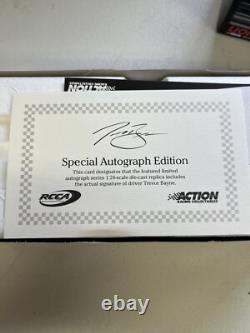 ACTION
Special Autograph Edition
This card designates that the featured limited
autograph series 1:24-scale die-cast replica includes
the actual signature of driver Trevor Bayne.
RCCA
ACTION
RACING COLLECTABLES